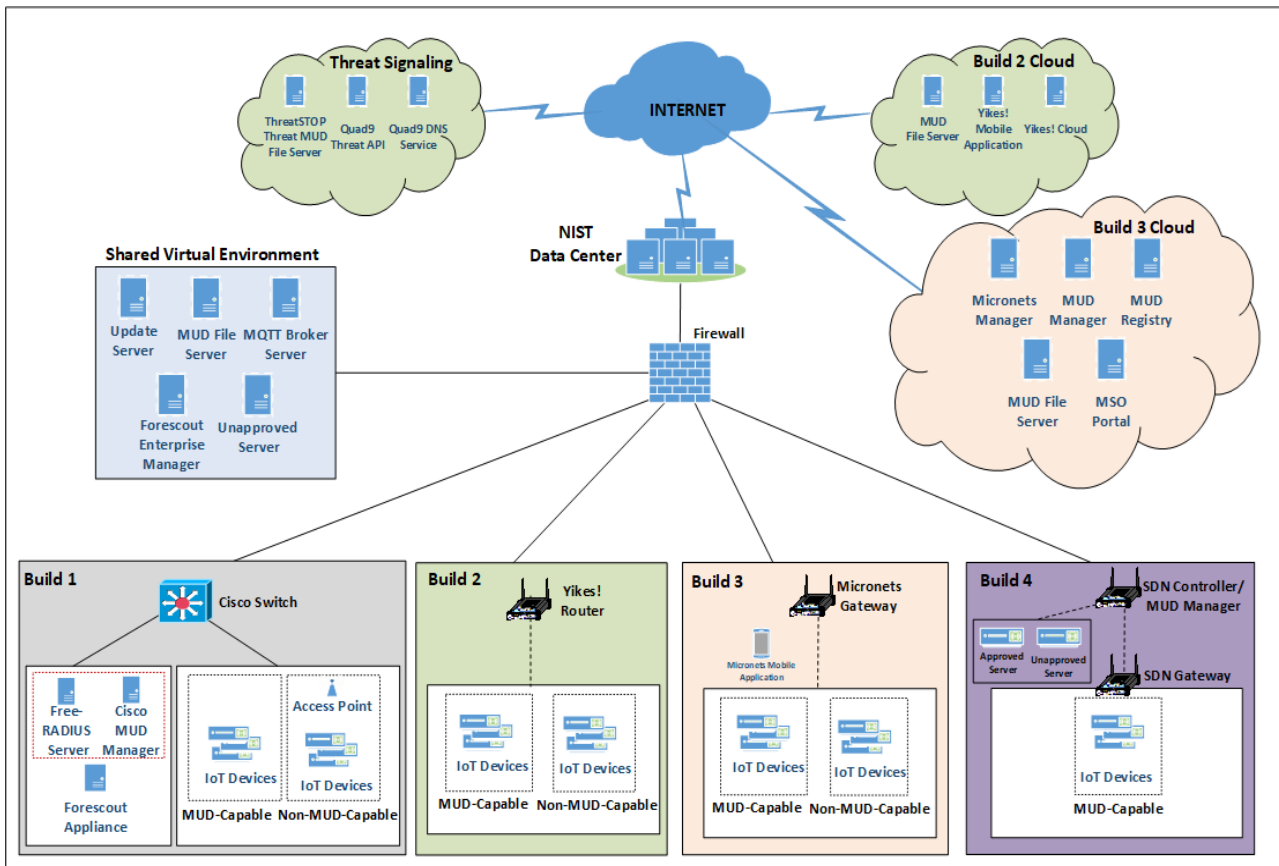 Threat Signaling
ThreatSTOP
Threat MUD
File Server
Quad9
Threat API
Quad9 DNS
Service
INTERNET
Build 2 Cloud
MUD
File Server
Yikes!
Mobile
Application
Yikes! Cloud
NIST
Data Center
Build 3 Cloud
Micronets
Manager
MUD
Manager
MUD
Registry
MUD File
Server
MSO
Portal
Shared Virtual Environment
Update
Server
MUD File
Server
MQTT Broker
Server
Forescout
Enterprise
Manager
Unapproved
Server
Firewall
Build 1
Cisco Switch
Free-
RADIUS
Server
Cisco
MUD
Manager
Forescout
Appliance
IoT Devices
MUD-Capable
Access Point
IoT Devices
Non-MUD-Capable
Build 2
Yikes!
Router
IoT Devices
MUD-Capable
IoT Devices
Non-MUD-Capable
Build 3
Micronets
Gateway
Micronets Mobile
Application
IoT Devices
MUD-Capable
IoT Devices
Non-MUD-Capable
Build 4
SDN Controller/
MUD Manager
Approved
Server
Unapproved
Server
SDN Gateway
IoT Devices
MUD-Capable